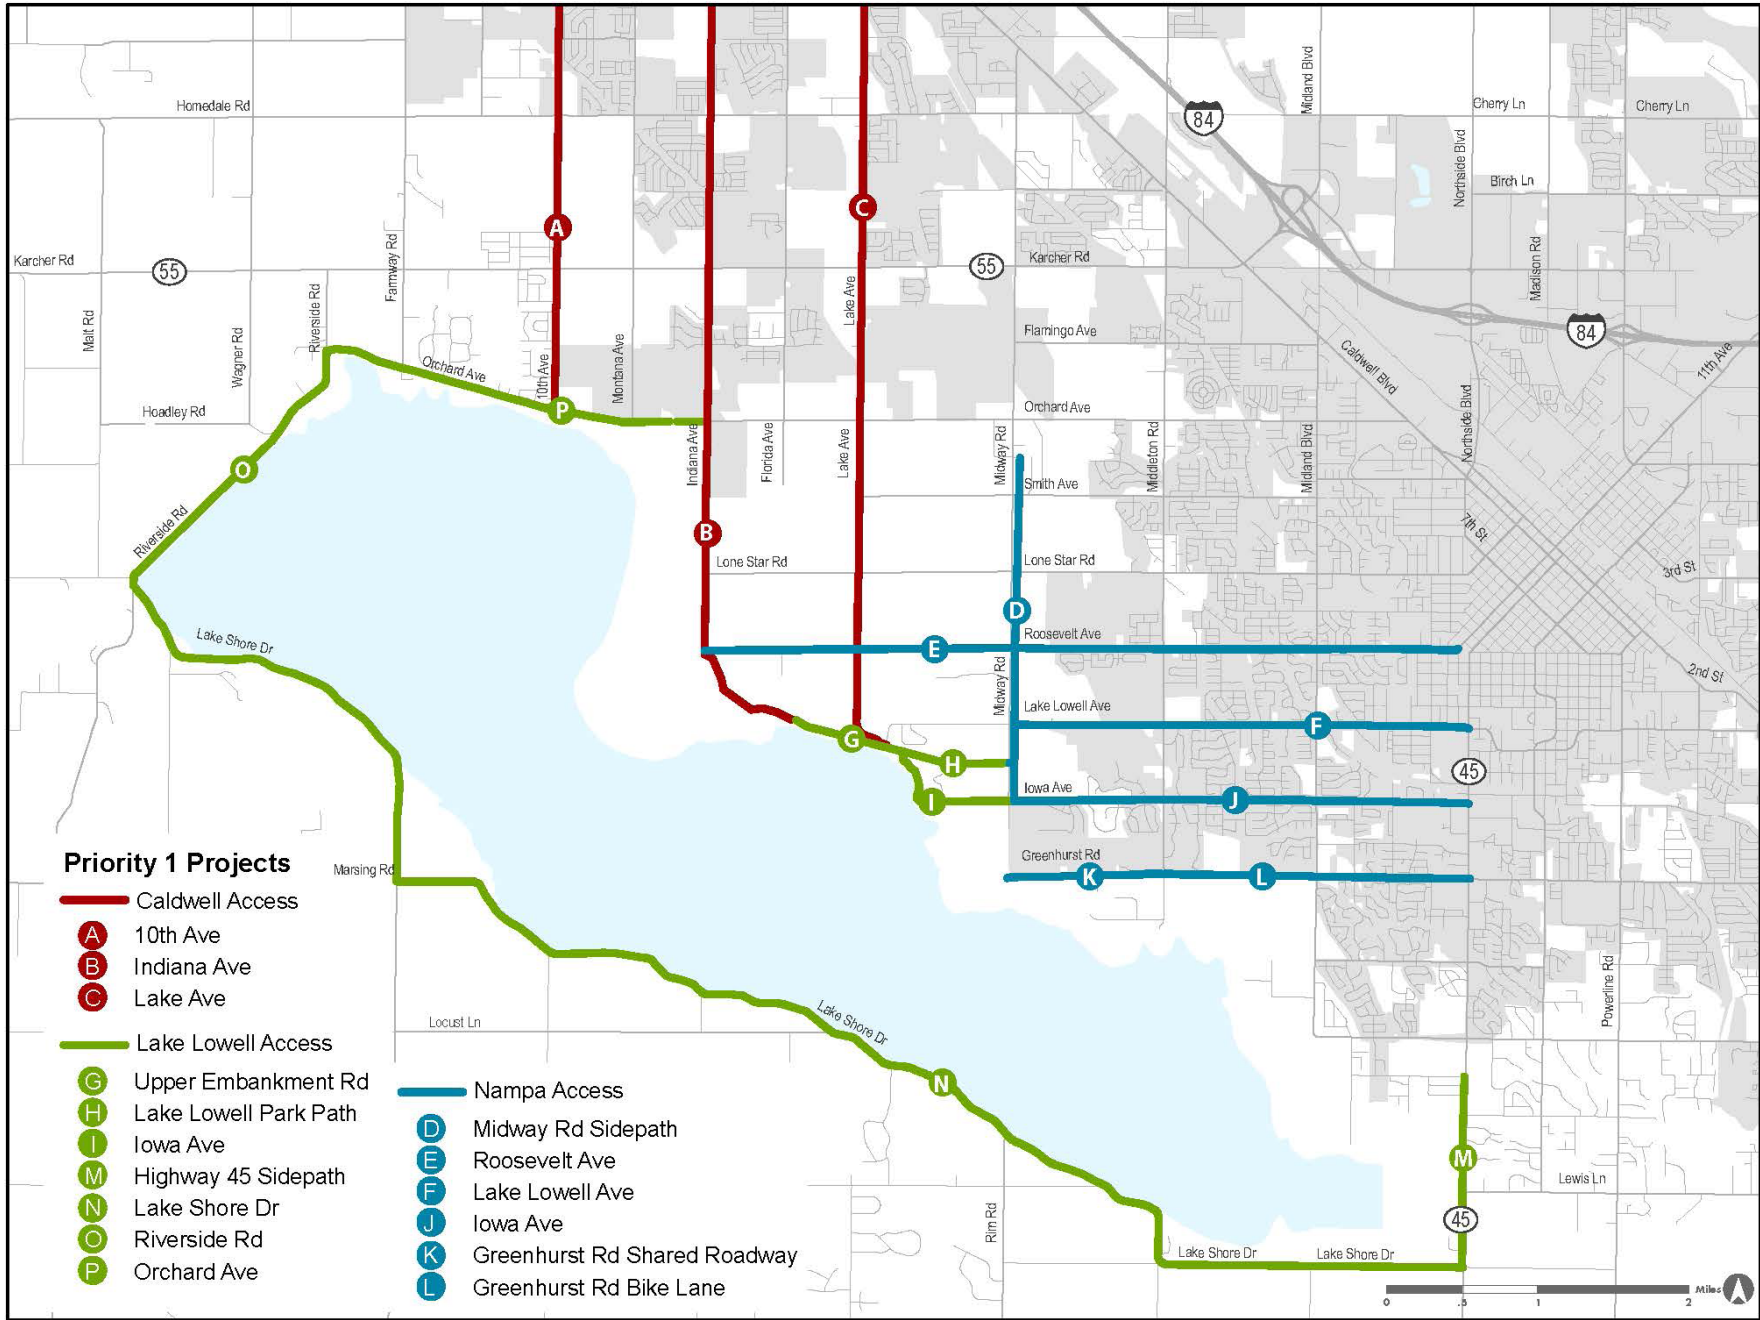 Homedale Rd
84
Midland Blvd
Cherry Ln
Cherry Ln
Northside Blvd
Birch Ln
A
C
Karcher Rd
55
Farmway Rd
55
Karcher Rd
Madison Rd
Malt Rd
Wagner Rd
Riverside Rd
Lake Ave
Flamingo Ave
84
Caldwell Blvd
11th Ave
Orchard Ave
10th Ave
Montana Ave
P
Hoadley Rd
Orchard Ave
Northside Blvd
O
Indiana Ave
Florida Ave
Lake Ave
Midway Rd
Middleton Rd
Midland Blvd
Smith Ave
Riverside Rd
B
Lone Star Rd
Lone Star Rd
7th St
3rd St
D
Lake Shore Dr
E
Roosevelt Ave
2nd St
Midway Rd
Lake Lowell Ave
G
F
H
45
I
Iowa Ave
J
Marsing Rd
Greenhurst Rd
K
L
Powerline Rd
Locust Ln
Lake Shore Dr
N
M
Lewis Ln
Rim Rd
45
Lake Shore Dr
Lake Shore Dr
Priority 1 Projects
Caldwell Access
A 10th Ave
B Indiana Ave
C Lake Ave
Lake Lowell Access
G Upper Embankment Rd
H Lake Lowell Park Path
I Iowa Ave
M Highway 45 Sidepath
N Lake Shore Dr
O Riverside Rd
P Orchard Ave
Nampa Access
D Midway Rd Sidepath
E Roosevelt Ave
F Lake Lowell Ave
J Iowa Ave
K Greenhurst Rd Shared Roadway
L Greenhurst Rd Bike Lane
0 .5 1 2 Miles